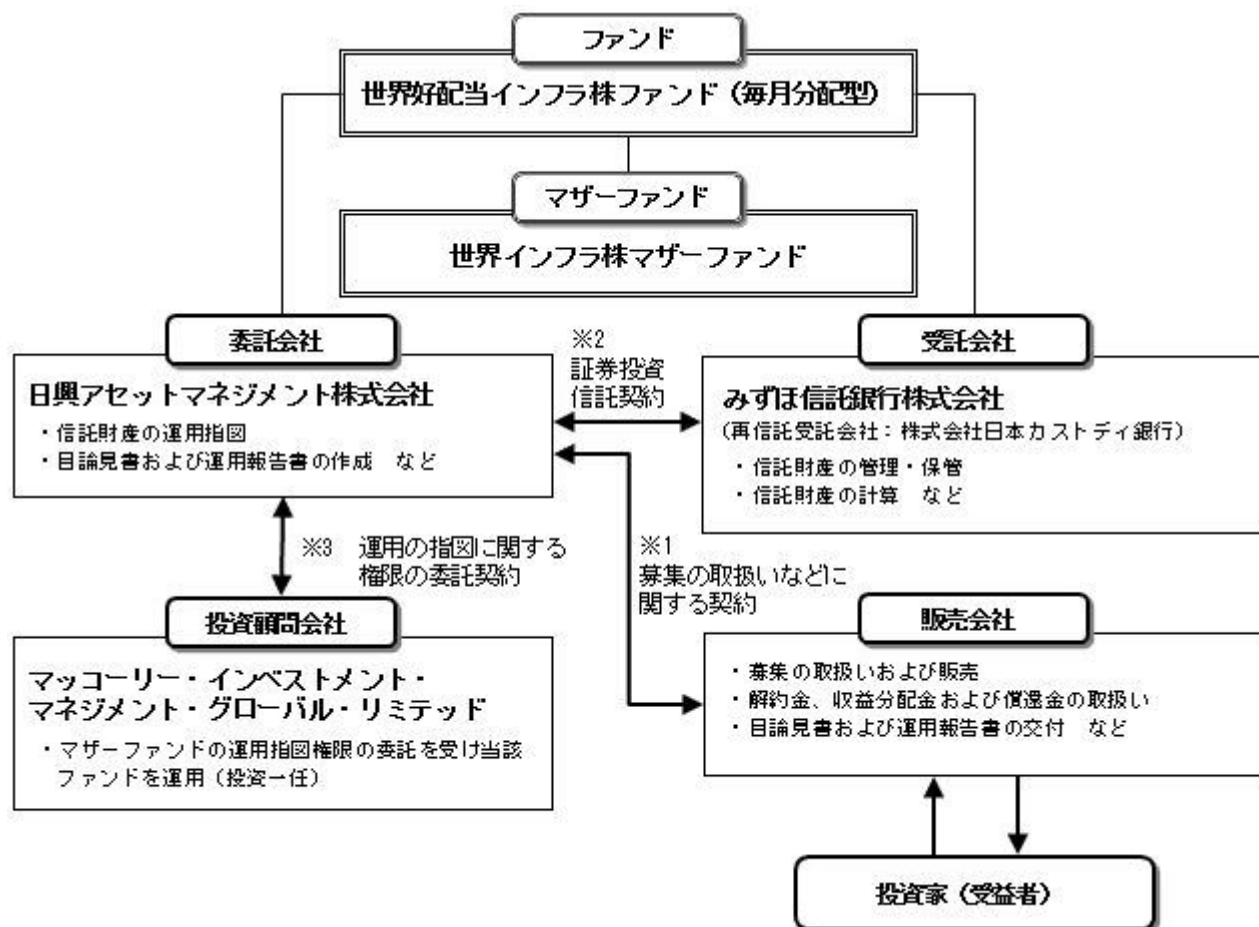 ファンド
世界好配当インフラ株ファンド（毎月分配型）
マザーファンド
世界インフラ株マザーファンド
委託会社
日興アセットマネジメント株式会社
・信託財産の運用指図
・目論見書および運用報告書の作成　など
※2
証券投資
信託契約
受託会社
みずほ信託銀行株式会社
（再信託受託会社：株式会社日本カストディ銀行）
・信託財産の管理・保管
・信託財産の計算　など
※3　運用の指図に関する
権限の委託契約
※1
募集の取扱いなどに
関する契約
投資顧問会社
マッコーリー・インベストメント・
マネジメント・グローバル・リミテッド
・マザーファンドの運用指図権限の委託を受け当該
ファンドを運用（投資一任）
販売会社
・募集の取扱いおよび販売
・解約金、収益分配金および償還金の取扱い
・目論見書および運用報告書の交付　など
投資家（受益者）